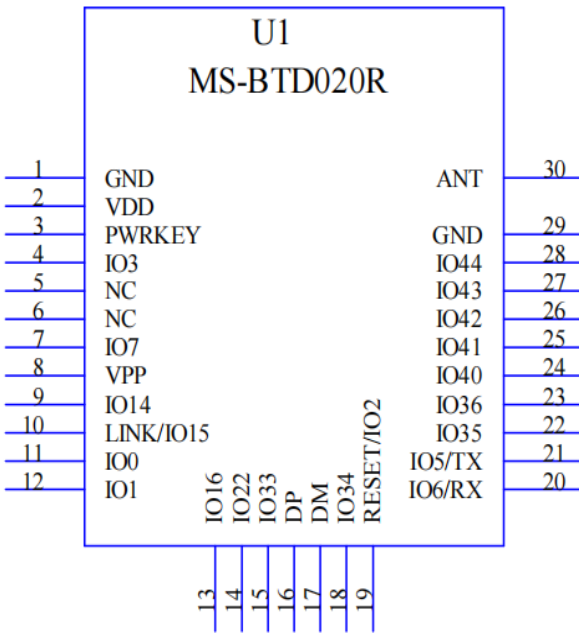 U1
MS-BTD020R
1 GND
2 VDD
3 PWRKEY
4 IO3
5 NC
6 NC
7 IO7
8 VPP
9 IO14
10 LINK/IO15
11 IO0
12 IO1
13 IO16
14 IO22
15 IO33
16 DP
17 DM
18 IO34
19 RESET/IO2
ANT 30
GND 29
IO44 28
IO43 27
IO42 26
IO41 25
IO40 24
IO36 23
IO35 22
IO5/TX 21
IO6/RX 20